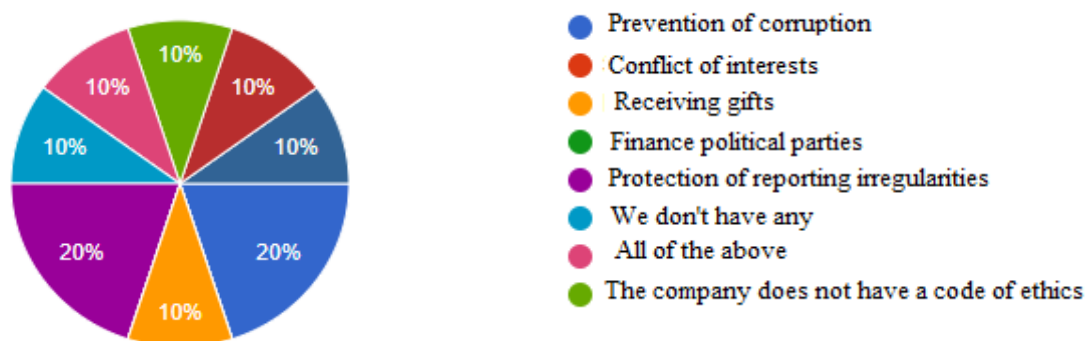 10%
10%
10%
10%
10%
20%
20%
10%
Prevention of corruption
Conflict of interests
Receiving gifts
Finance political parties
Protection of reporting irregularities
We don't have any
All of the above
The company does not have a code of ethics